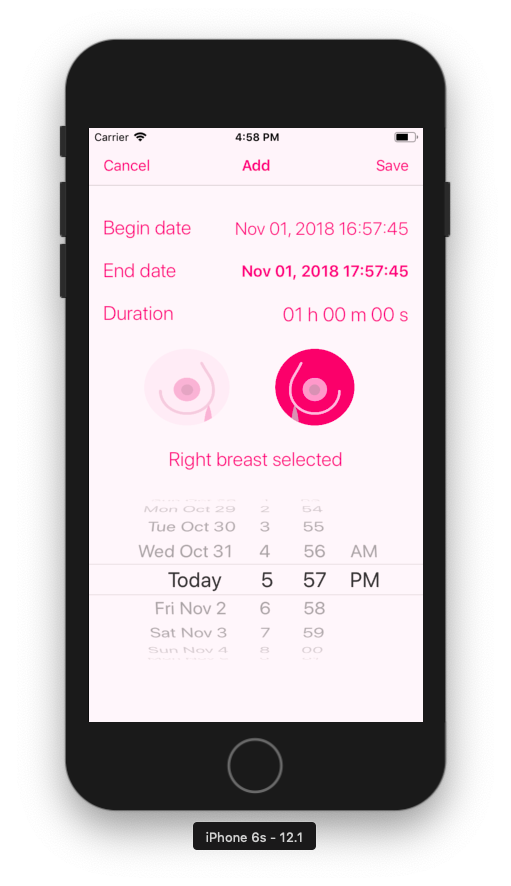 Carrier 4:58 PM
Cancel Add Save
Begin date Nov 01, 2018 16:57:45
End date Nov 01, 2018 17:57:45
Duration 01 h 00 m 00 s
Right breast selected
Mon Oct 29 2 54
Tue Oct 30 3 55
Wed Oct 31 4 56 AM
Today 5 57 PM
Fri Nov 2 6 58
Sat Nov 3 7 59
Sun Nov 4 8 00
iPhone 6s - 12.1